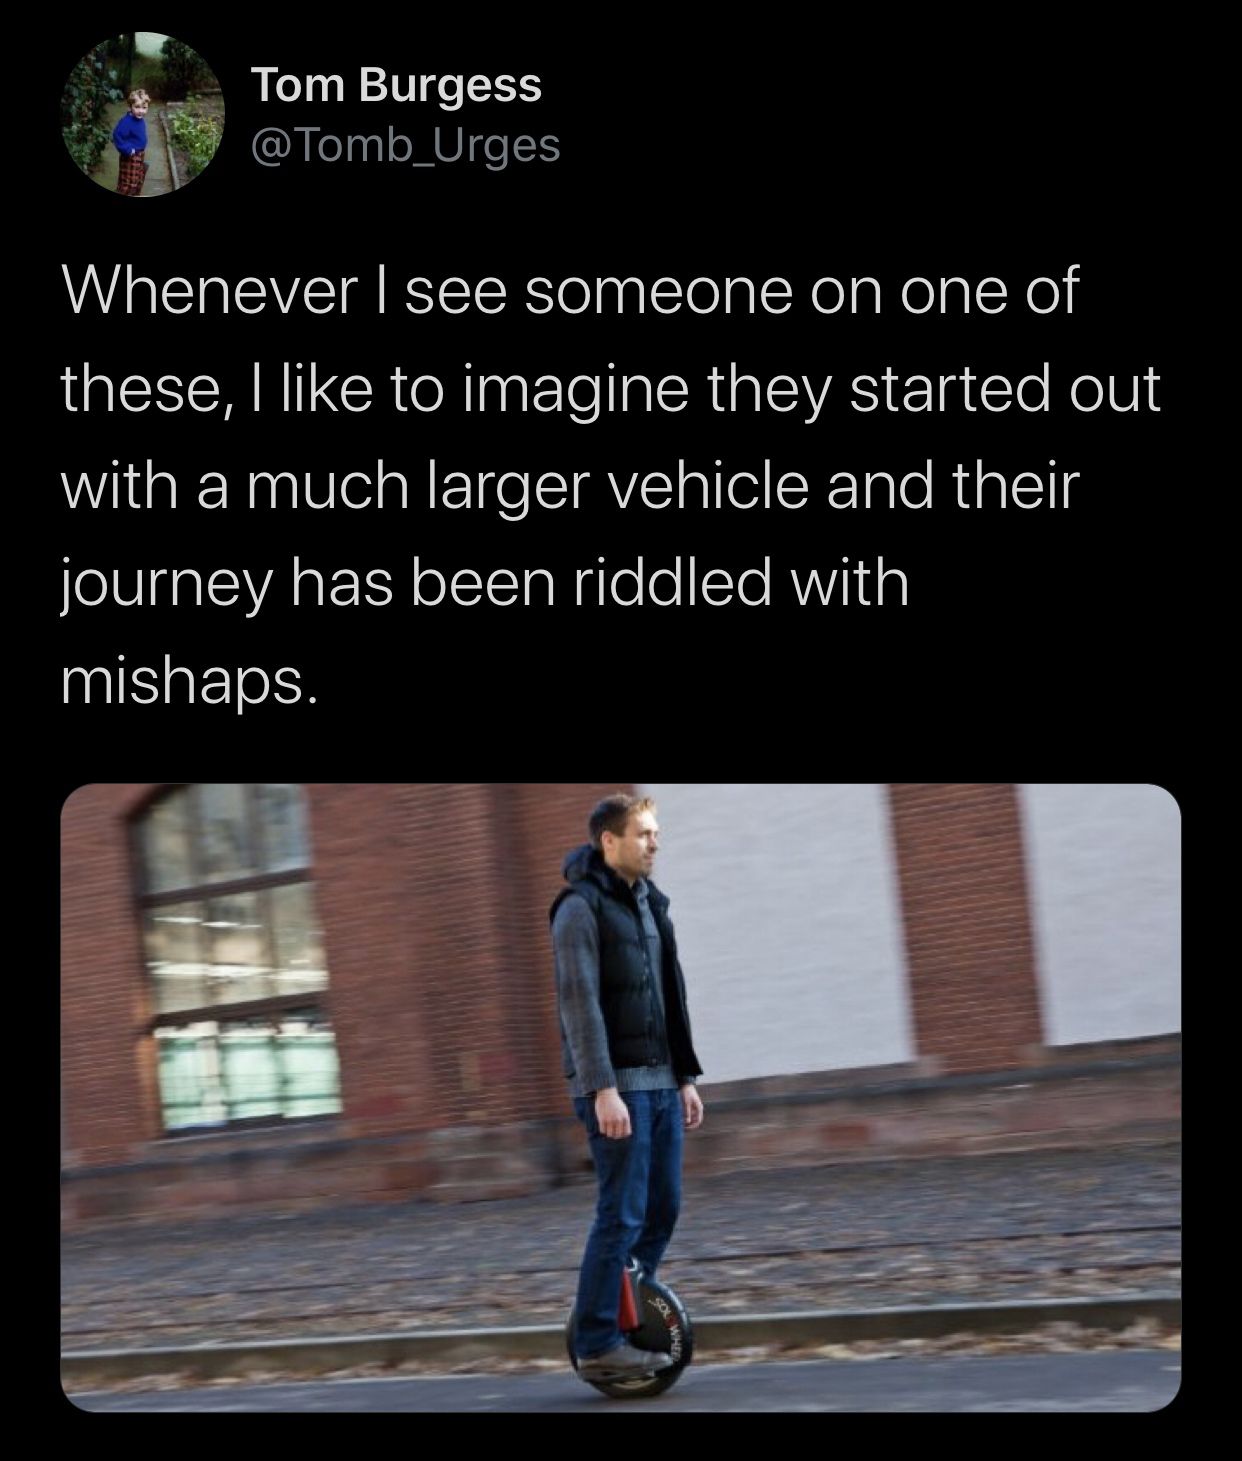 Tom Burgess
@Tomb_Urges
Whenever I see someone on one of
these, I like to imagine they started out
with a much larger vehicle and their
journey has been riddled with
mishaps.
SOLOWHEEL